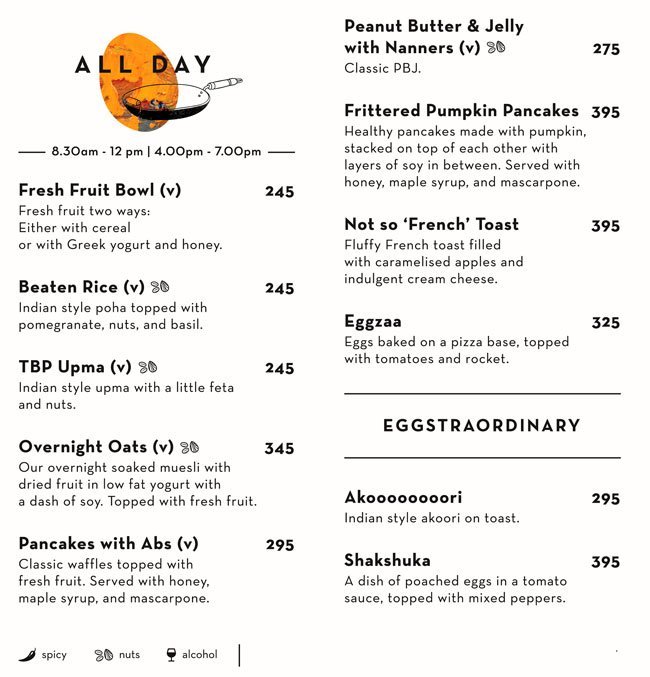 ALL DAY
8.30am - 12 pm | 4.00pm - 7.00pm
Fresh Fruit Bowl (v) 245
Fresh fruit two ways:
Either with cereal
or with Greek yogurt and honey.
Beaten Rice (v) 245
Indian style poha topped with
pomegranate, nuts, and basil.
TBP Upma (v) 245
Indian style upma with a little feta
and nuts.
Overnight Oats (v) 345
Our overnight soaked muesli with
dried fruit in low fat yogurt with
a dash of soy. Topped with fresh fruit.
Pancakes with Abs (v) 295
Classic waffles topped with
fresh fruit. Served with honey,
maple syrup, and mascarpone.
spicy nuts alcohol
Peanut Butter & Jelly
with Nanners (v) 275
Classic PBJ.
Frittered Pumpkin Pancakes 395
Healthy pancakes made with pumpkin,
stacked on top of each other with
layers of soy in between. Served with
honey, maple syrup, and mascarpone.
Not so ‘French’ Toast 395
Fluffy French toast filled
with caramelised apples and
indulgent cream cheese.
Eggzaa 325
Eggs baked on a pizza base, topped
with tomatoes and rocket.
EGGSTRAORDINARY
Akoooooooori 295
Indian style akoori on toast.
Shakshuka 395
A dish of poached eggs in a tomato
sauce, topped with mixed peppers.